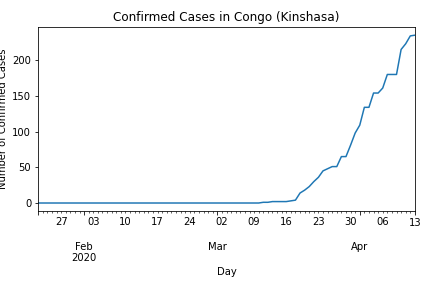 Confirmed Cases in Congo (Kinshasa)
Number of Confirmed Cases
200
150
100
50
0
27 03 10 17 24 02 09 16 23 30 06 13
Feb Mar Apr
2020
Day